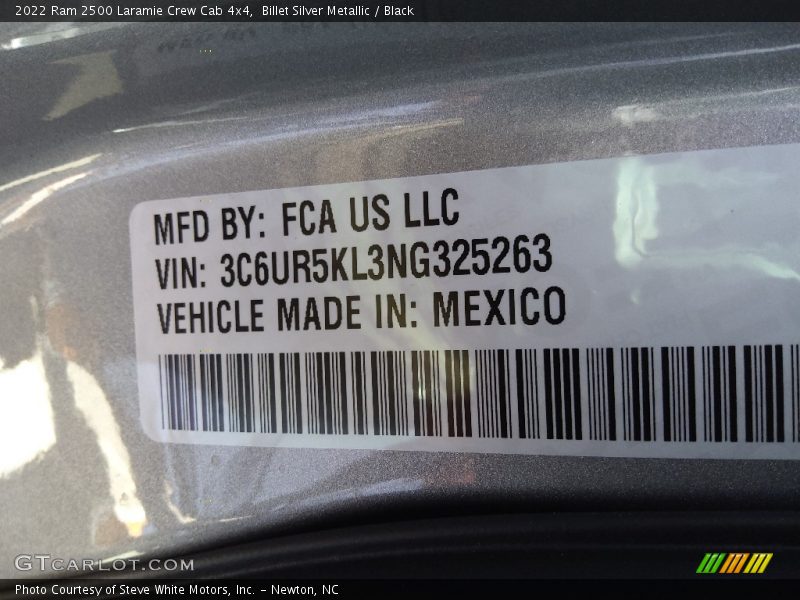 2022 Ram 2500 Laramie Crew Cab 4x4, Billet Silver Metallic / Black
MFD BY: FCA US LLC
VIN: 3C6UR5KL3NG325263
VEHICLE MADE IN: MEXICO
GTCARLOT.COM
Photo Courtesy of Steve White Motors, Inc. – Newton, NC